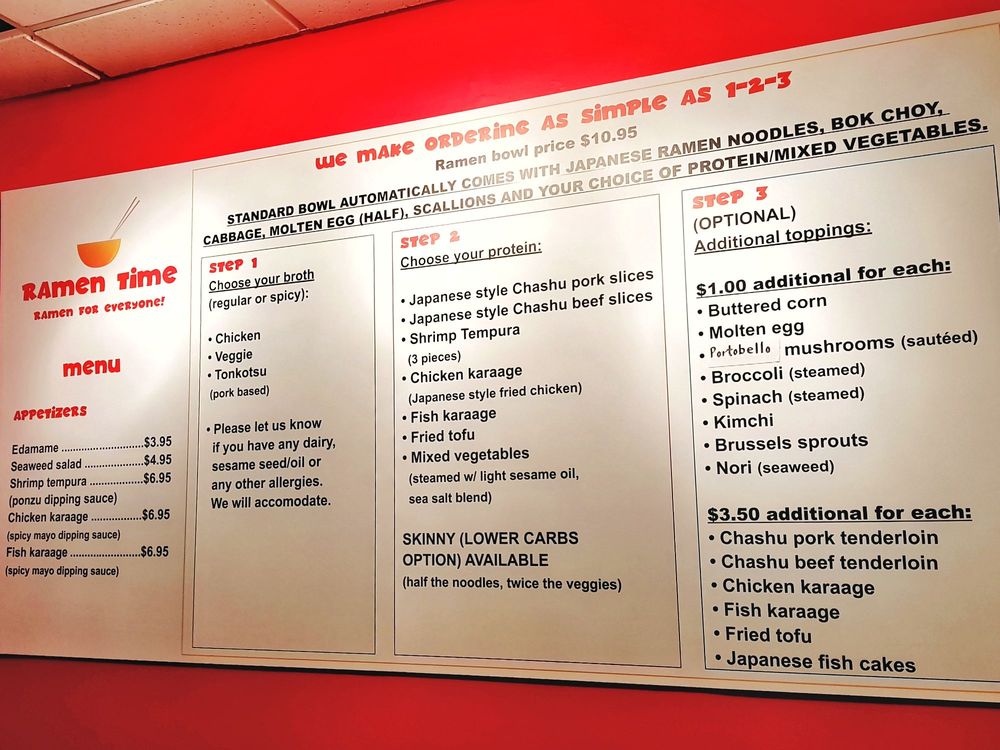 we make ordering as simple as 1-2-3
Ramen bowl price $10.95
STANDARD BOWL AUTOMATICALLY COMES WITH JAPANESE RAMEN NOODLES, BOK CHOY,
CABBAGE, MOLTEN EGG (HALF), SCALLIONS AND YOUR CHOICE OF PROTEIN/MIXED VEGETABLES.
Ramen Time
Ramen for everyone!
menu
Appetizers
Edamame ............................$3.95
Seaweed salad ....................$4.95
Shrimp tempura ..................$6.95
(ponzu dipping sauce)
Chicken karaage .................$6.95
(spicy mayo dipping sauce)
Fish karaage .......................$6.95
(spicy mayo dipping sauce)
Step 1
Choose your broth
(regular or spicy):
• Chicken
• Veggie
• Tonkotsu
(pork based)
• Please let us know
if you have any dairy,
sesame seed/oil or
any other allergies.
We will accomodate.
Step 2
Choose your protein:
• Japanese style Chashu pork slices
• Japanese style Chashu beef slices
• Shrimp Tempura
(3 pieces)
• Chicken karaage
(Japanese style fried chicken)
• Fish karaage
• Fried tofu
• Mixed vegetables
(steamed w/ light sesame oil,
sea salt blend)
SKINNY (LOWER CARBS
OPTION) AVAILABLE
(half the noodles, twice the veggies)
Step 3
(OPTIONAL)
Additional toppings:
$1.00 additional for each:
• Buttered corn
• Molten egg
• Portobello mushrooms (sautéed)
• Broccoli (steamed)
• Spinach (steamed)
• Kimchi
• Brussels sprouts
• Nori (seaweed)
$3.50 additional for each:
• Chashu pork tenderloin
• Chashu beef tenderloin
• Chicken karaage
• Fish karaage
• Fried tofu
• Japanese fish cakes